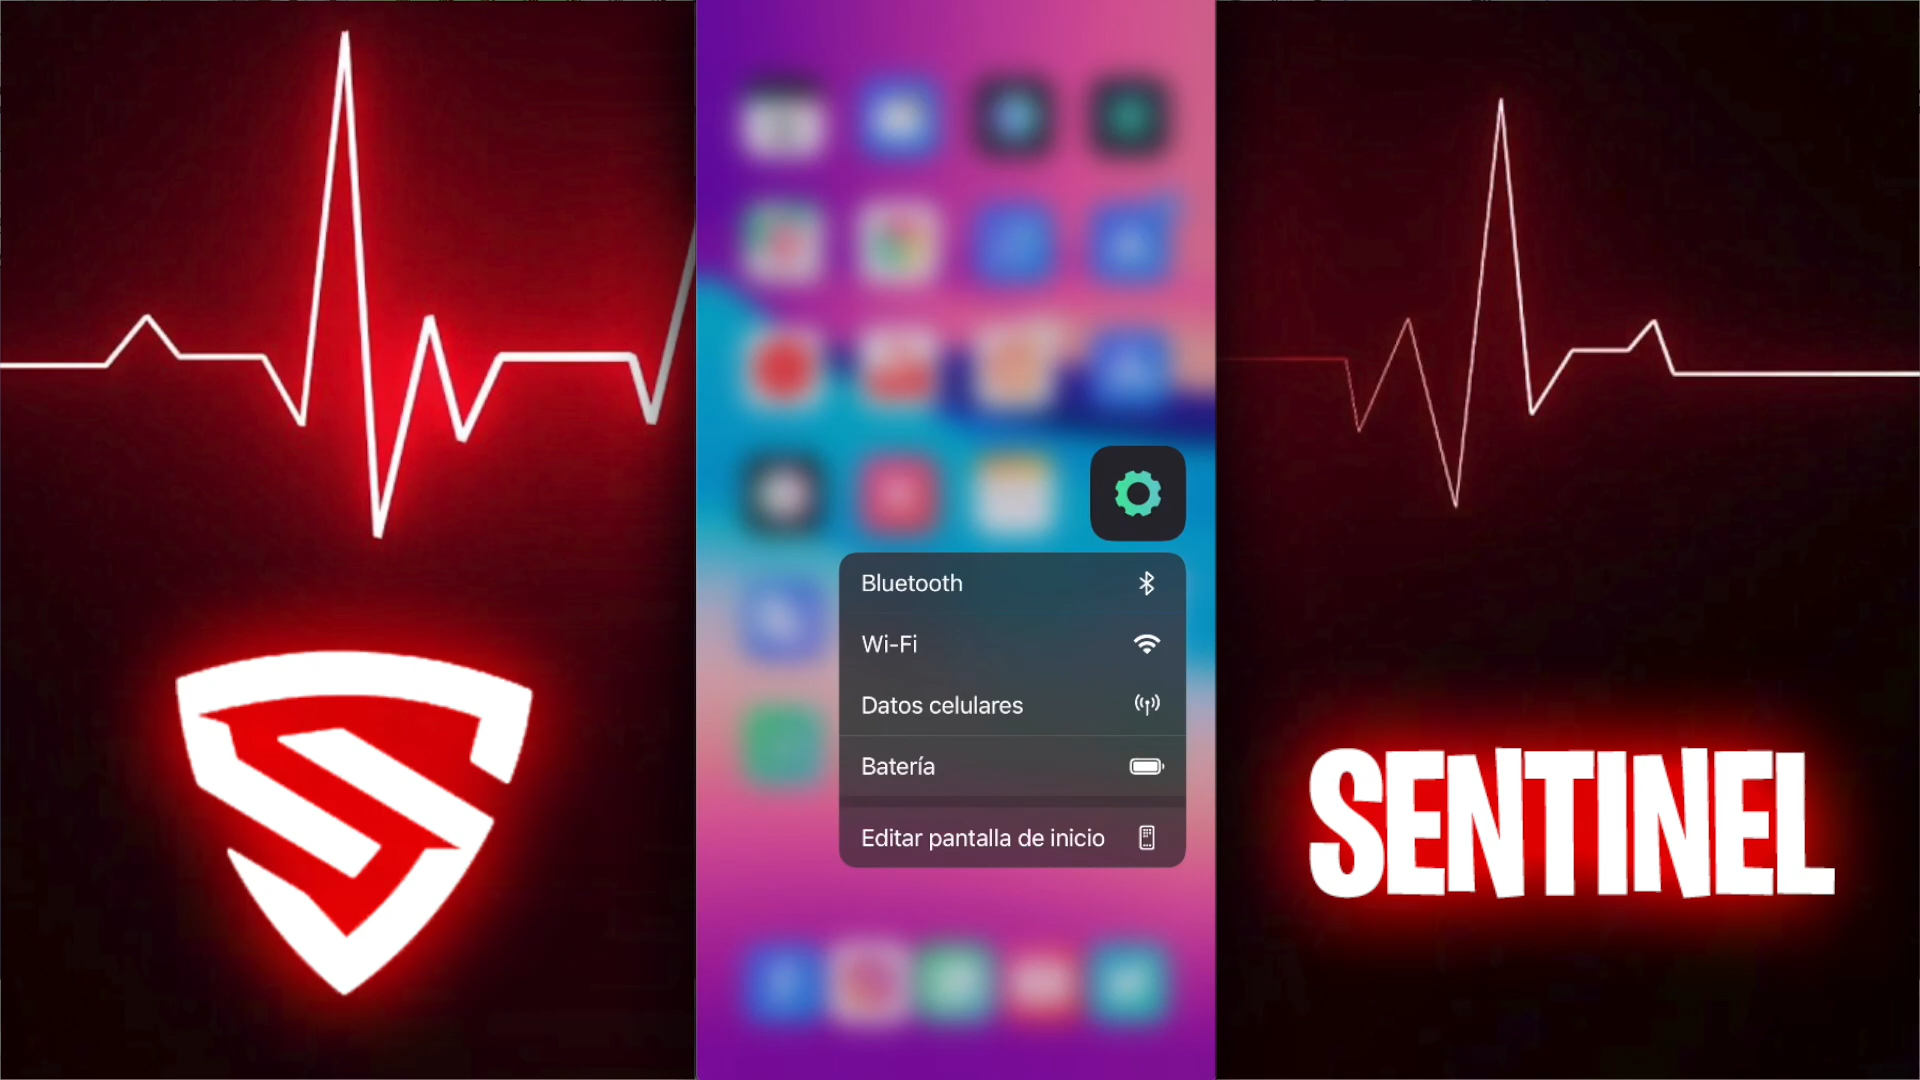 Bluetooth
Wi-Fi
Datos celulares
Batería
Editar pantalla de inicio
SENTINEL